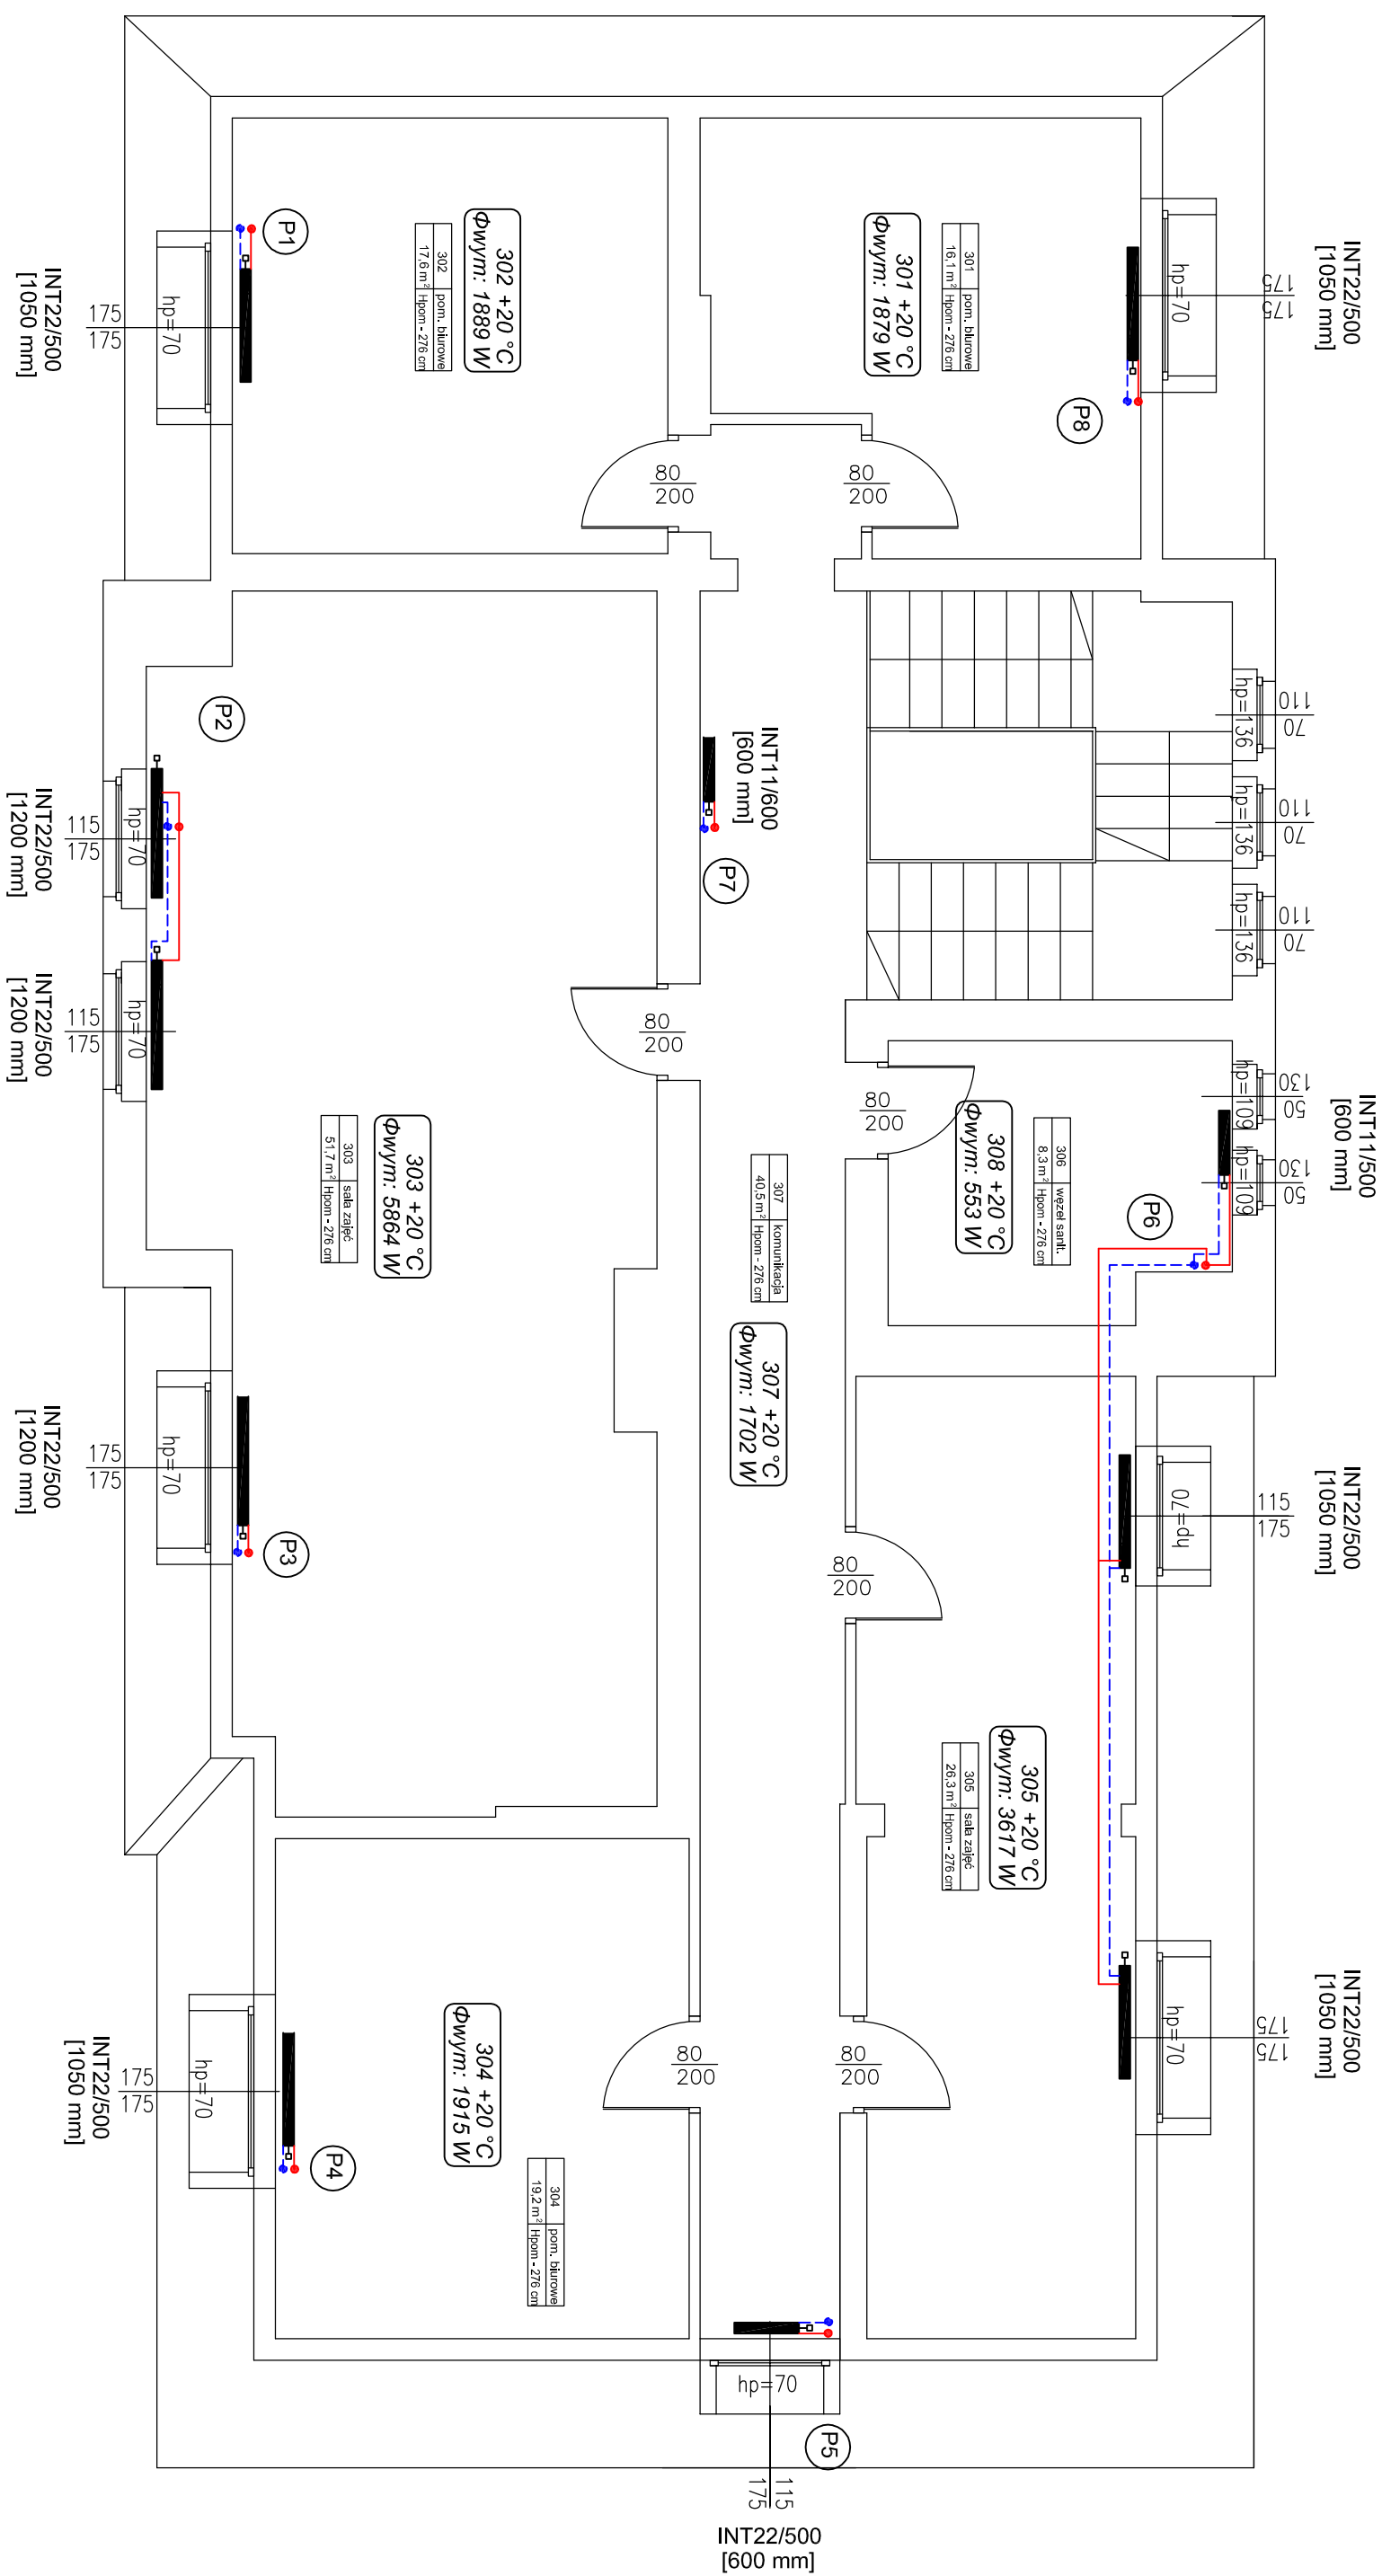 INT22/500
[1050 mm]
175
175
hp=70
P1
302 +20 °C
Φwym: 1889 W
302
pom. biurowe
17,6 m²
Hpom - 276 cm
301 +20 °C
Φwym: 1879 W
301
pom. biurowe
16,1 m²
Hpom - 276 cm
P8
hp=70
175
175
INT22/500
[1050 mm]
80
200
80
200
P2
INT22/500
[1200 mm]
115
175
hp=70
INT22/500
[1200 mm]
115
175
hp=70
INT11/600
[600 mm]
P7
hp=136
110
70
hp=136
110
70
hp=136
110
70
80
200
80
200
303 +20 °C
Φwym: 5864 W
303
sala zajęć
51,7 m²
Hpom - 276 cm
308 +20 °C
Φwym: 553 W
306
węzeł sanit.
8,3 m²
Hpom - 276 cm
hp=109
130
50
hp=109
130
50
INT11/500
[600 mm]
P6
307
komunikacja
40,5 m²
Hpom - 276 cm
307 +20 °C
Φwym: 1702 W
INT22/500
[1200 mm]
175
175
hp=70
P3
80
200
hp=70
115
175
INT22/500
[1050 mm]
305 +20 °C
Φwym: 3617 W
305
sala zajęć
26,3 m²
Hpom - 276 cm
INT22/500
[1050 mm]
175
175
hp=70
P4
304 +20 °C
Φwym: 1915 W
304
pom. biurowe
19,2 m²
Hpom - 276 cm
80
200
80
200
hp=70
175
175
INT22/500
[1050 mm]
hp=70
P5
115
175
INT22/500
[600 mm]